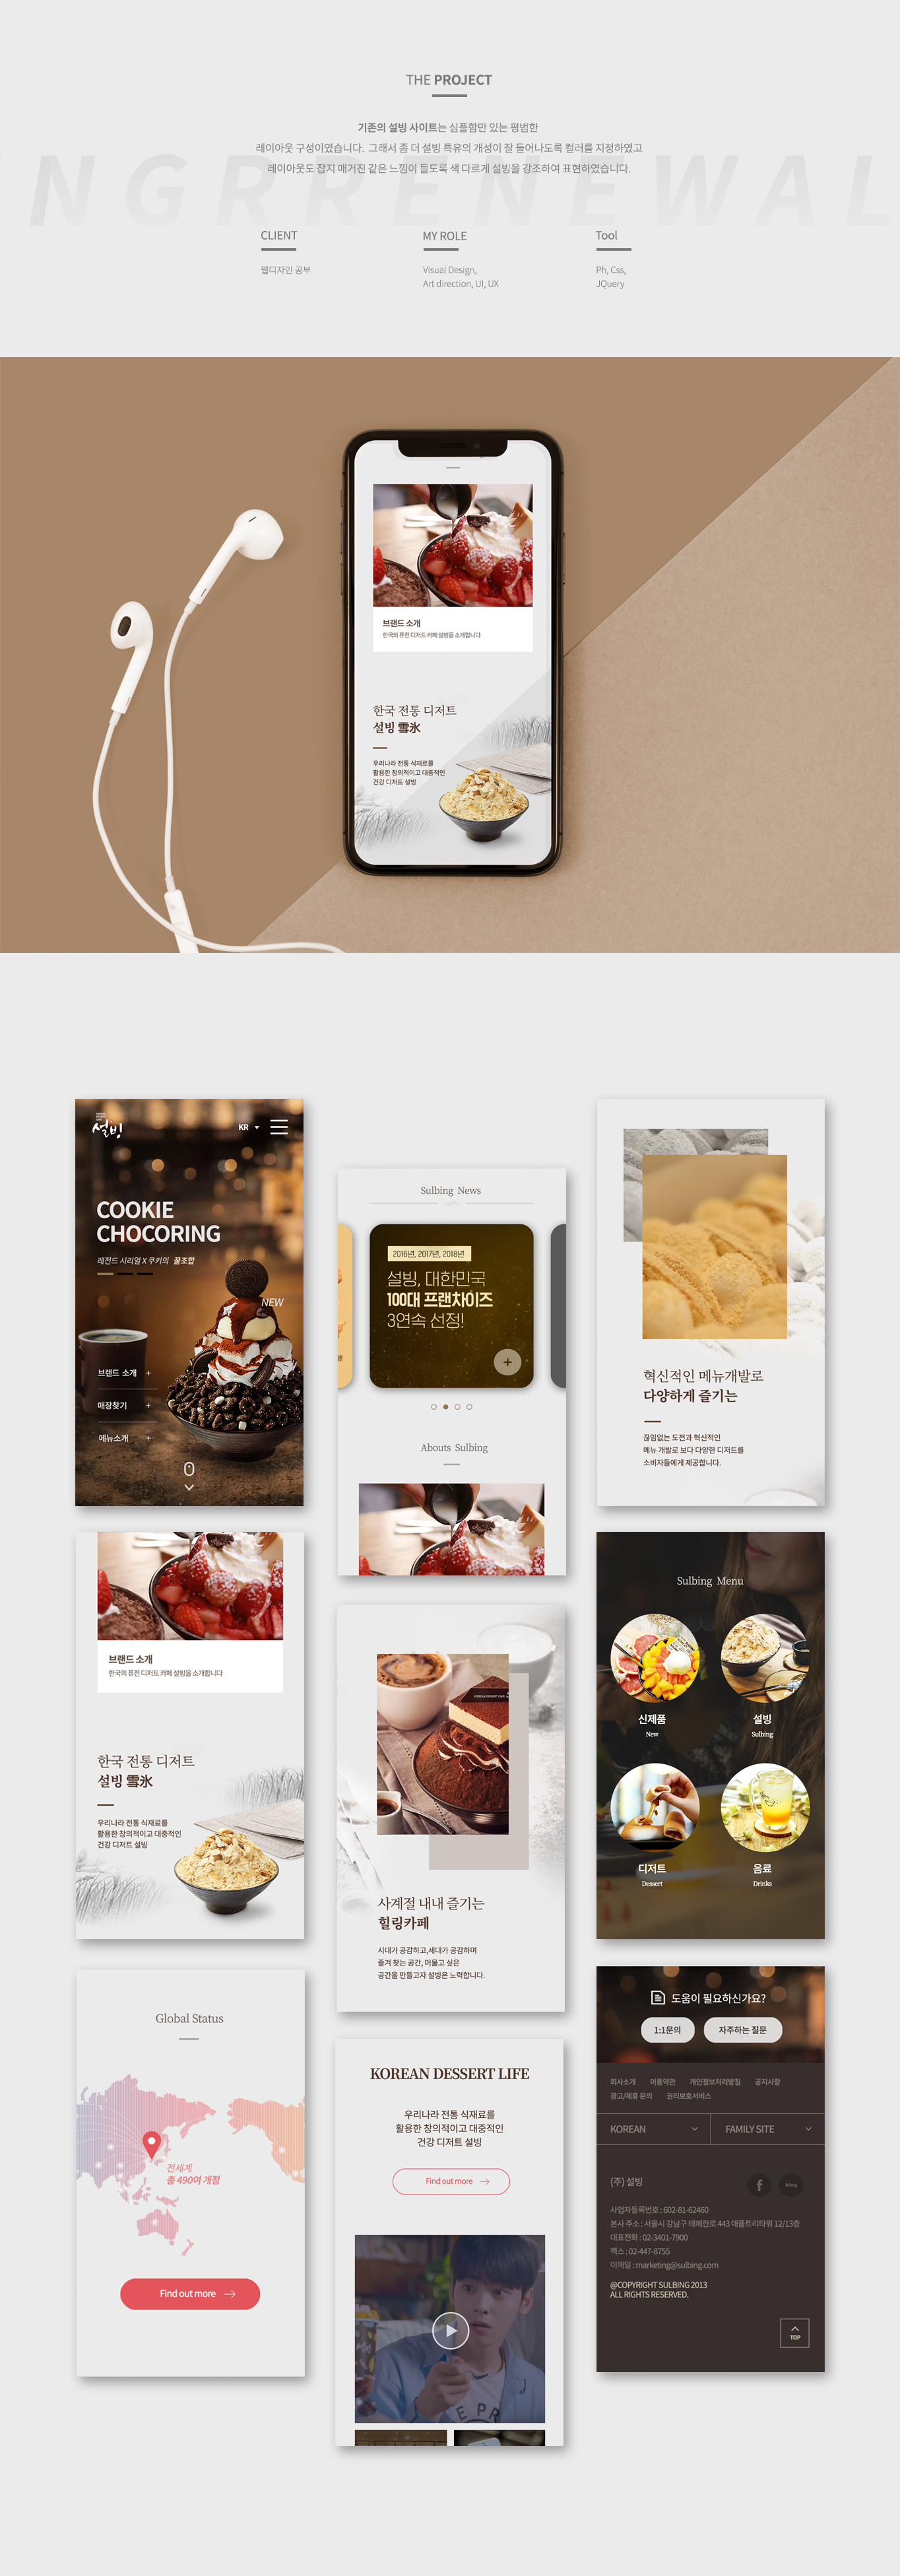 THE PROJECT
기존의 설빙 사이트는 심플함만 있는 평범한
레이아웃 구성이였습니다. 그래서 좀 더 설빙 특유의 개성이 잘 들어나도록 컬러를 지정하였고
레이아웃도 잡지 매거진 같은 느낌이 들도록 색 다르게 설빙을 강조하여 표현하였습니다.
NGRRENEWAL
CLIENT
웹디자인 공부
MY ROLE
Visual Design,
Art direction, UI, UX
Tool
Ph, Css,
JQuery
브랜드 소개
한국의 퓨전 디저트 카페 설빙을 소개합니다
한국 전통 디저트
설빙 雪氷
우리나라 전통 식재료를
활용한 창의적이고 대중적인
건강 디저트 설빙
설빙
KR
COOKIE
CHOCORING
레전드 시리얼 X 쿠키의 꿀조합
NEW
브랜드 소개 +
매장찾기 +
메뉴소개 +
Sulbing News
2016년, 2017년, 2018년
설빙, 대한민국
100대 프랜차이즈
3연속 선정!
Abouts Sulbing
혁신적인 메뉴개발로
다양하게 즐기는
끊임없는 도전과 혁신적인
메뉴 개발로 보다 다양한 디저트를
소비자들에게 제공합니다.
브랜드 소개
한국의 퓨전 디저트 카페 설빙을 소개합니다
한국 전통 디저트
설빙 雪氷
우리나라 전통 식재료를
활용한 창의적이고 대중적인
건강 디저트 설빙
KOREAN DESSERT CAFE
사계절 내내 즐기는
힐링카페
시대가 공감하고,세대가 공감하며
즐겨 찾는 공간, 머물고 싶은
공간을 만들고자 설빙은 노력합니다.
Sulbing Menu
신제품
New
설빙
Sulbing
디저트
Dessert
음료
Drinks
Global Status
전세계
총 490여 개점
Find out more
KOREAN DESSERT LIFE
우리나라 전통 식재료를
활용한 창의적이고 대중적인
건강 디저트 설빙
Find out more
도움이 필요하신가요?
1:1문의
자주하는 질문
회사소개 이용약관 개인정보처리방침 공지사항
광고/제휴 문의 권리보호서비스
KOREAN
FAMILY SITE
(주) 설빙
사업자등록번호 : 602-81-62460
본사 주소 : 서울시 강남구 테헤란로 443 애플트리타워 12/13층
대표전화 : 02-3401-7900
팩스 : 02-447-8755
이메일 : marketing@sulbing.com
@COPYRIGHT SULBING 2013
ALL RIGHTS RESERVED.
TOP